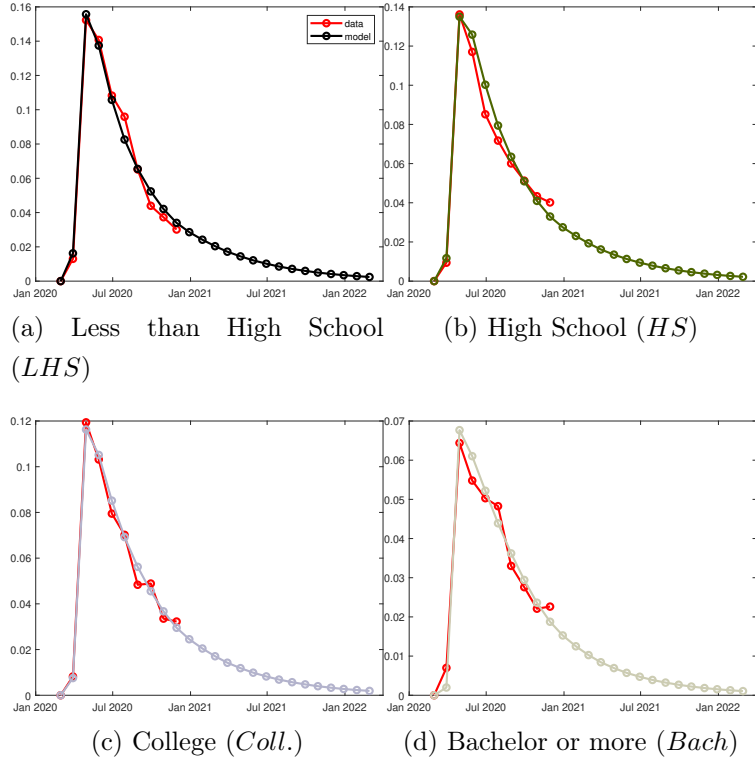 0.16
0.14
0.12
0.1
0.08
0.06
0.04
0.02
0
Jan 2020 Jul 2020 Jan 2021 Jul 2021 Jan 2022
data
model
(a) Less than High School
(LHS)
0.14
0.12
0.1
0.08
0.06
0.04
0.02
0
Jan 2020 Jul 2020 Jan 2021 Jul 2021 Jan 2022
(b) High School (HS)
0.12
0.1
0.08
0.06
0.04
0.02
0
Jan 2020 Jul 2020 Jan 2021 Jul 2021 Jan 2022
(c) College (Coll.)
0.07
0.06
0.05
0.04
0.03
0.02
0.01
0
Jan 2020 Jul 2020 Jan 2021 Jul 2021 Jan 2022
(d) Bachelor or more (Bach)